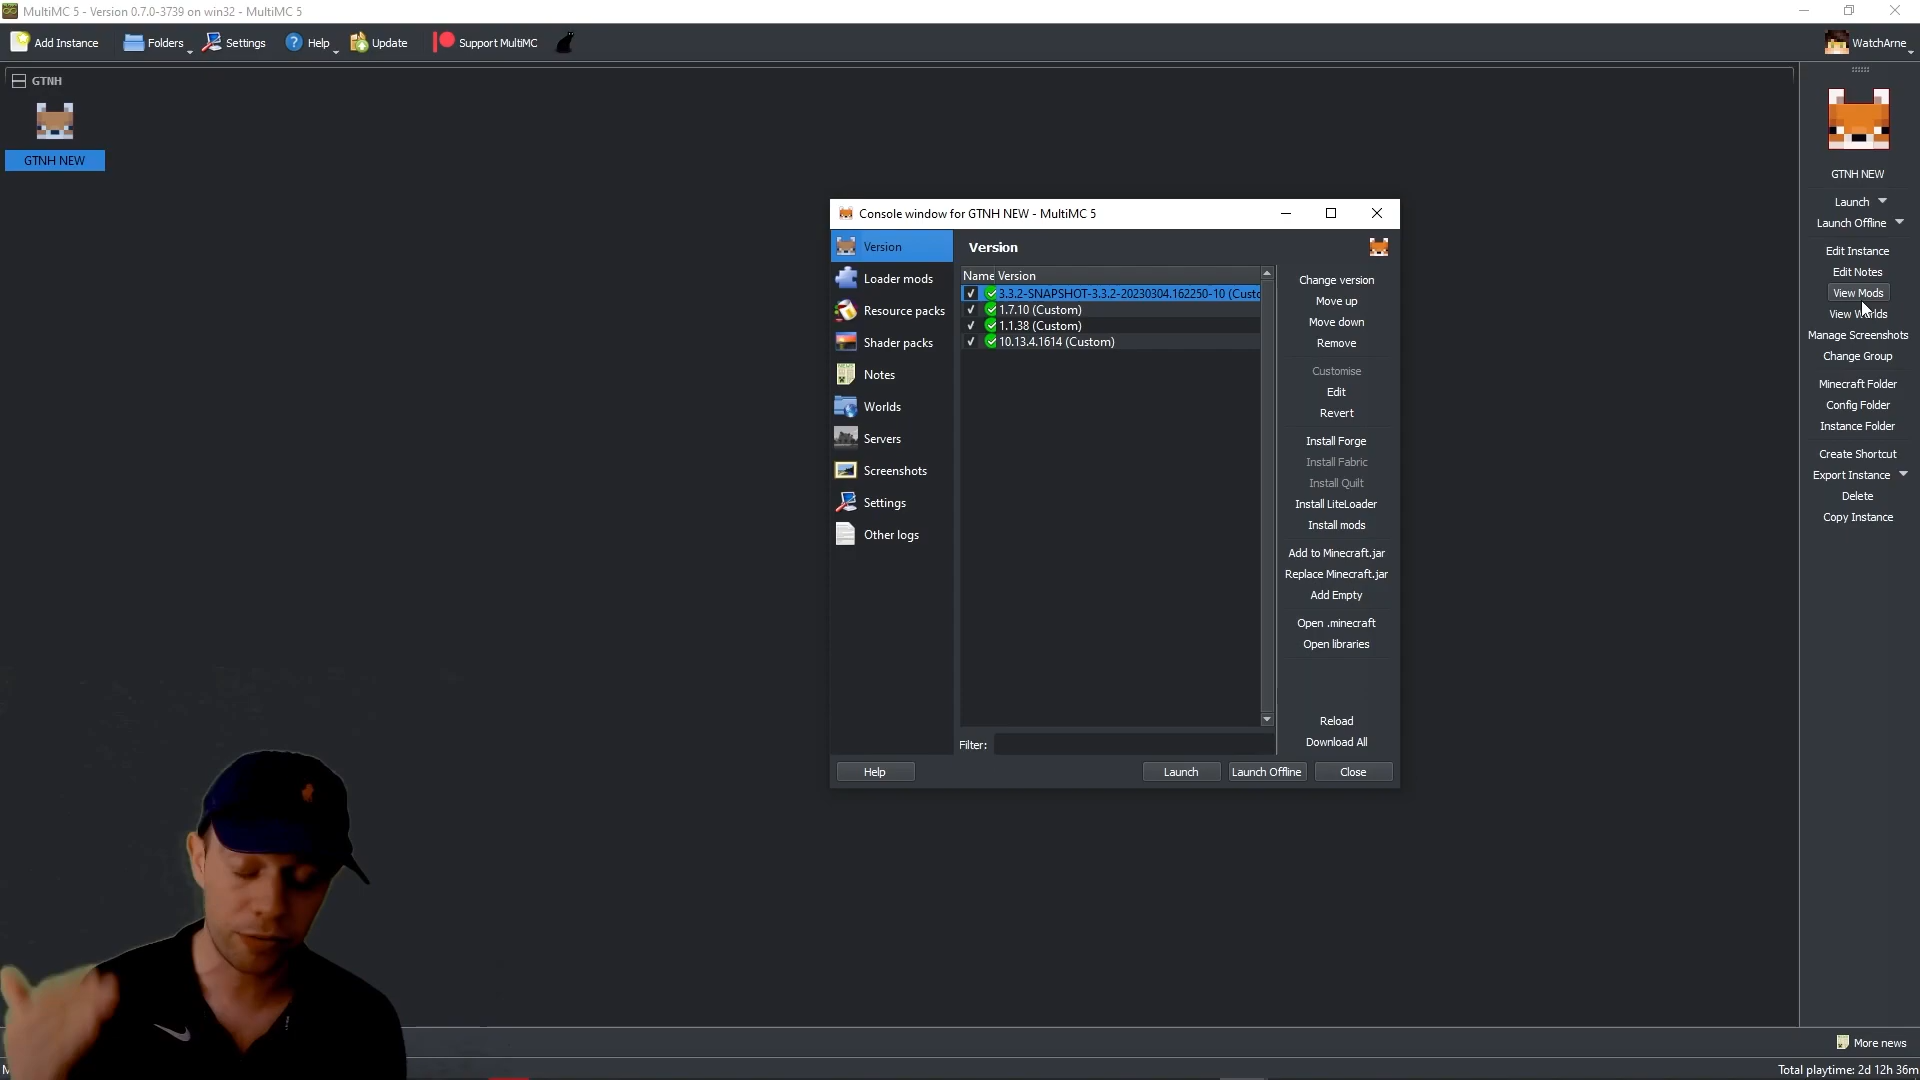 MultiMC 5 - Version 0.7.0-3739 on win32 - MultiMC 5
Add Instance
Folders
Settings
Help
Update
Support MultiMC
WatchArne
GTNH
GTNH NEW
GTNH NEW
Launch
Launch Offline
Edit Instance
Edit Notes
View Mods
View Worlds
Manage Screenshots
Change Group
Minecraft Folder
Config Folder
Instance Folder
Create Shortcut
Export Instance
Delete
Copy Instance
Console window for GTNH NEW - MultiMC 5
Version
Loader mods
Resource packs
Shader packs
Notes
Worlds
Servers
Screenshots
Settings
Other logs
Version
Name Version
3.3.2-SNAPSHOT-3.3.2-20230304.162250-10 (Custo
1.7.10 (Custom)
1.1.38 (Custom)
10.13.4.1614 (Custom)
Change version
Move up
Move down
Remove
Customise
Edit
Revert
Install Forge
Install Fabric
Install Quilt
Install LiteLoader
Install mods
Add to Minecraft.jar
Replace Minecraft.jar
Add Empty
Open .minecraft
Open libraries
Reload
Download All
Filter:
Help
Launch
Launch Offline
Close
More news
Total playtime: 2d 12h 36m